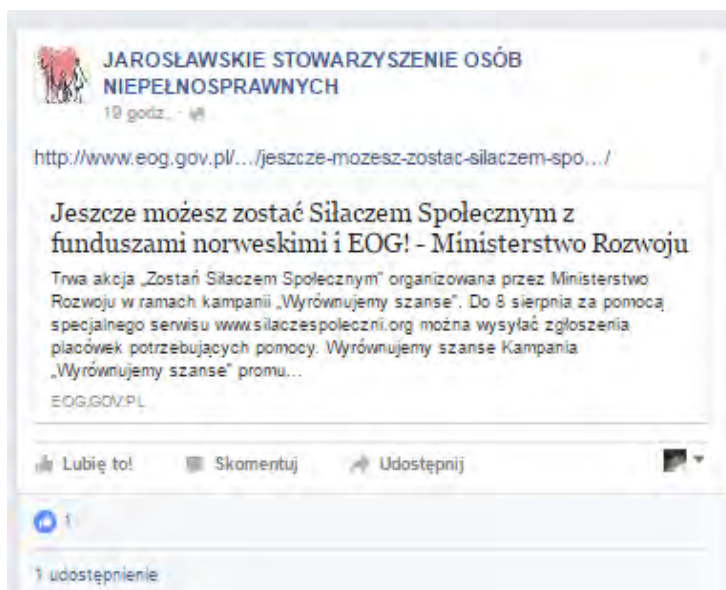 JAROSŁAWSKIE STOWARZYSZENIE OSÓB
NIEPEŁNOSPRAWNYCH
19 godz. ·
http://www.eog.gov.pl/.../jeszcze-mozesz-zostac-silaczem-spo.../
Jeszcze możesz zostać Siłaczem Społecznym z
funduszami norweskimi i EOG! - Ministerstwo Rozwoju
Trwa akcja „Zostań Siłaczem Społecznym” organizowana przez Ministerstwo
Rozwoju w ramach kampanii „Wyrównujemy szanse”. Do 8 sierpnia za pomocą
specjalnego serwisu www.silaczespoleczni.org można wysyłać zgłoszenia
placówek potrzebujących pomocy. Wyrównujemy szanse Kampania
„Wyrównujemy szanse” promu...
EOG.GOV.PL
Lubię to! Skomentuj Udostępnij
1
1 udostępnienie